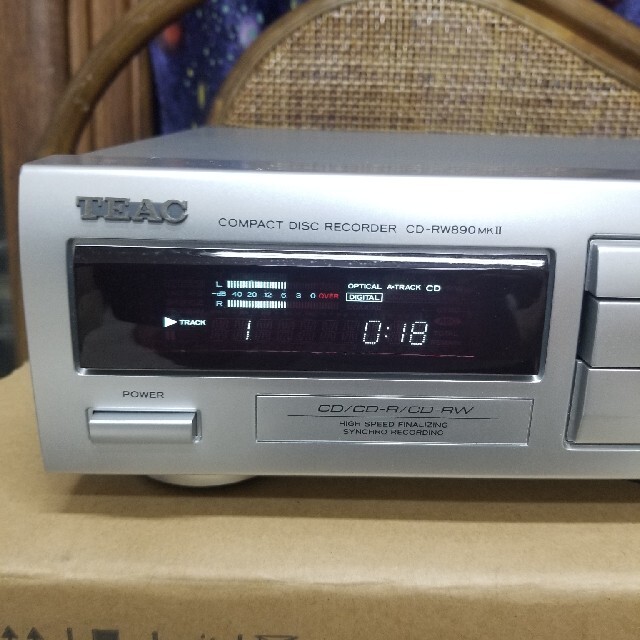 TEAC
COMPACT DISC RECORDER CD-RW890MKII
L
-dB 40 20 12 6 3 0 OVER
R
OPTICAL A-TRACK CD
DIGITAL
TRACK 1 0:18
POWER
CD/CD-R/CD-RW
HIGH SPEED FINALIZING
SYNCHRO RECORDING